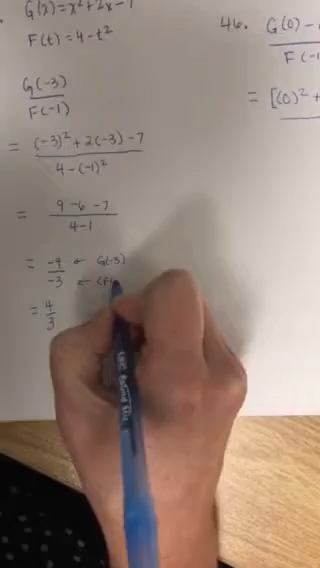 G(x) = x² + 2x - 7
F(t) = 4 - t²
G(-3)
F(-1)
= (-3)² + 2(-3) - 7
4 - (-1)²
= 9 - 6 - 7
4 - 1
= -4 ← G(-3)
-3 ← (F(
= 4
3
46. G(0) -
F(-1
= [(0)² +